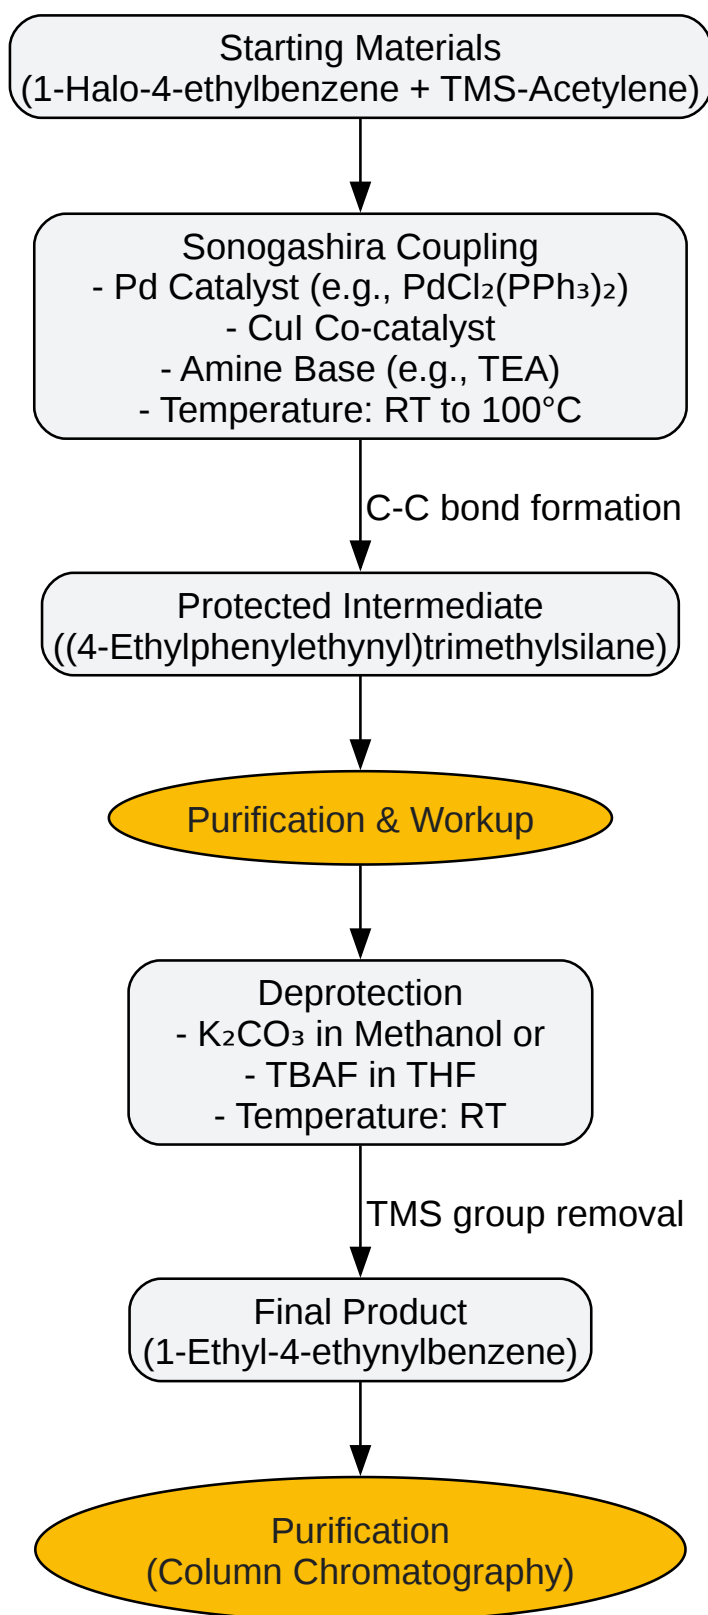 Starting Materials
(1-Halo-4-ethylbenzene + TMS-Acetylene)
Sonogashira Coupling
- Pd Catalyst (e.g., PdCl₂(PPh₃)₂)
- CuI Co-catalyst
- Amine Base (e.g., TEA)
- Temperature: RT to 100°C
C-C bond formation
Protected Intermediate
((4-Ethylphenylethynyl)trimethylsilane)
Purification & Workup
Deprotection
- K₂CO₃ in Methanol or
- TBAF in THF
- Temperature: RT
TMS group removal
Final Product
(1-Ethyl-4-ethynylbenzene)
Purification
(Column Chromatography)